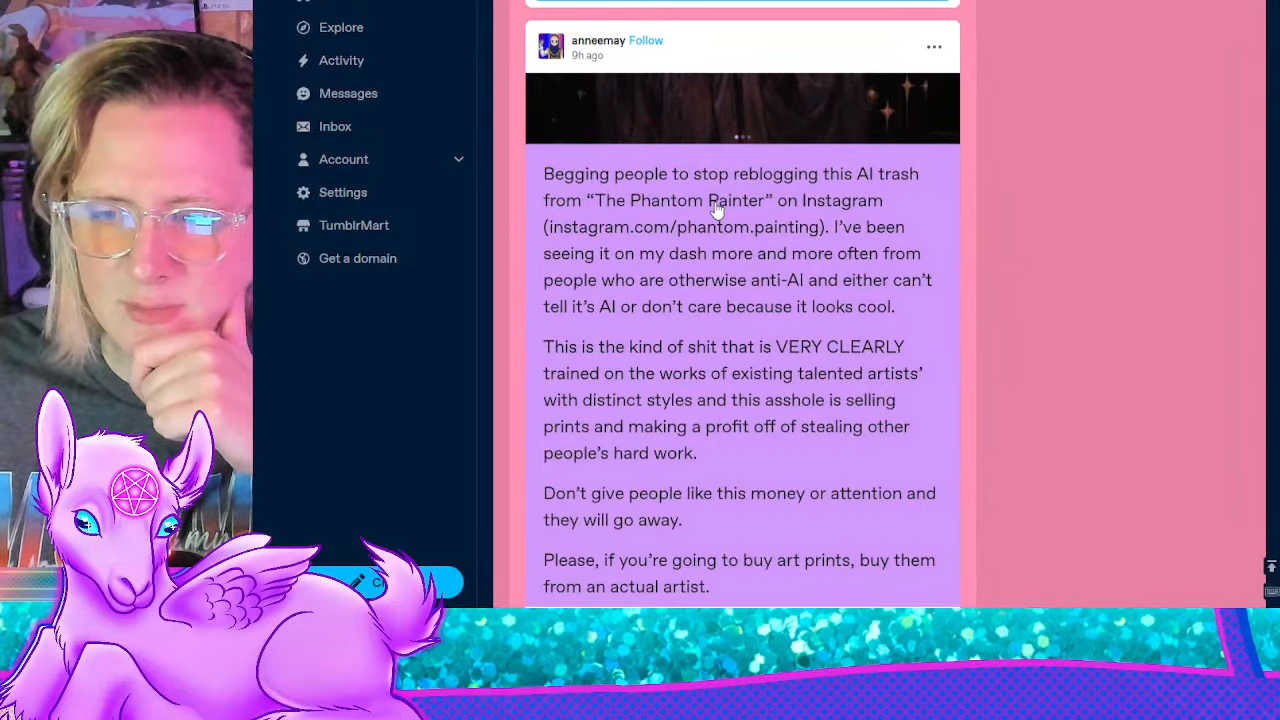 Explore
Activity
Messages
Inbox
Account
Settings
TumblrMart
Get a domain
anneemay Follow
9h ago
Begging people to stop reblogging this AI trash
from “The Phantom Painter” on Instagram
(instagram.com/phantom.painting). I’ve been
seeing it on my dash more and more often from
people who are otherwise anti-AI and either can’t
tell it’s AI or don’t care because it looks cool.
This is the kind of shit that is VERY CLEARLY
trained on the works of existing talented artists’
with distinct styles and this asshole is selling
prints and making a profit off of stealing other
people’s hard work.
Don’t give people like this money or attention and
they will go away.
Please, if you’re going to buy art prints, buy them
from an actual artist.